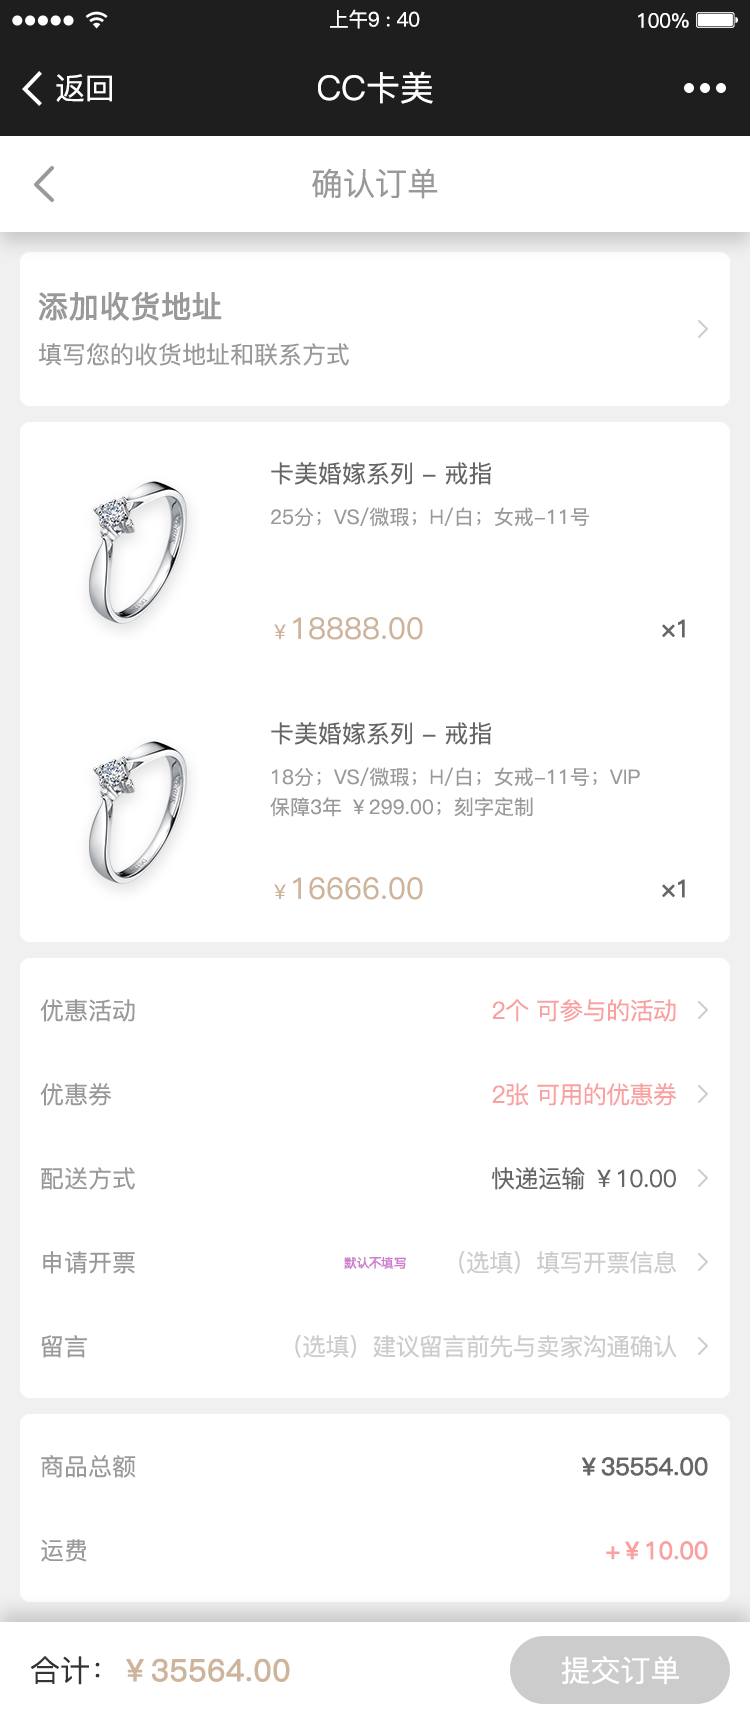 上午9 : 40
100%
返回
CC卡美
确认订单
添加收货地址
填写您的收货地址和联系方式
卡美婚嫁系列 – 戒指
25分；VS/微瑕；H/白；女戒–11号
¥ 18888.00
×1
卡美婚嫁系列 – 戒指
18分；VS/微瑕；H/白；女戒–11号；VIP
保障3年 ¥ 299.00；刻字定制
¥ 16666.00
×1
优惠活动
2个 可参与的活动
优惠券
2张 可用的优惠券
配送方式
快递运输 ¥ 10.00
申请开票
默认不填写
（选填）填写开票信息
留言
（选填）建议留言前先与卖家沟通确认
商品总额
¥ 35554.00
运费
+ ¥ 10.00
合计： ¥ 35564.00
提交订单